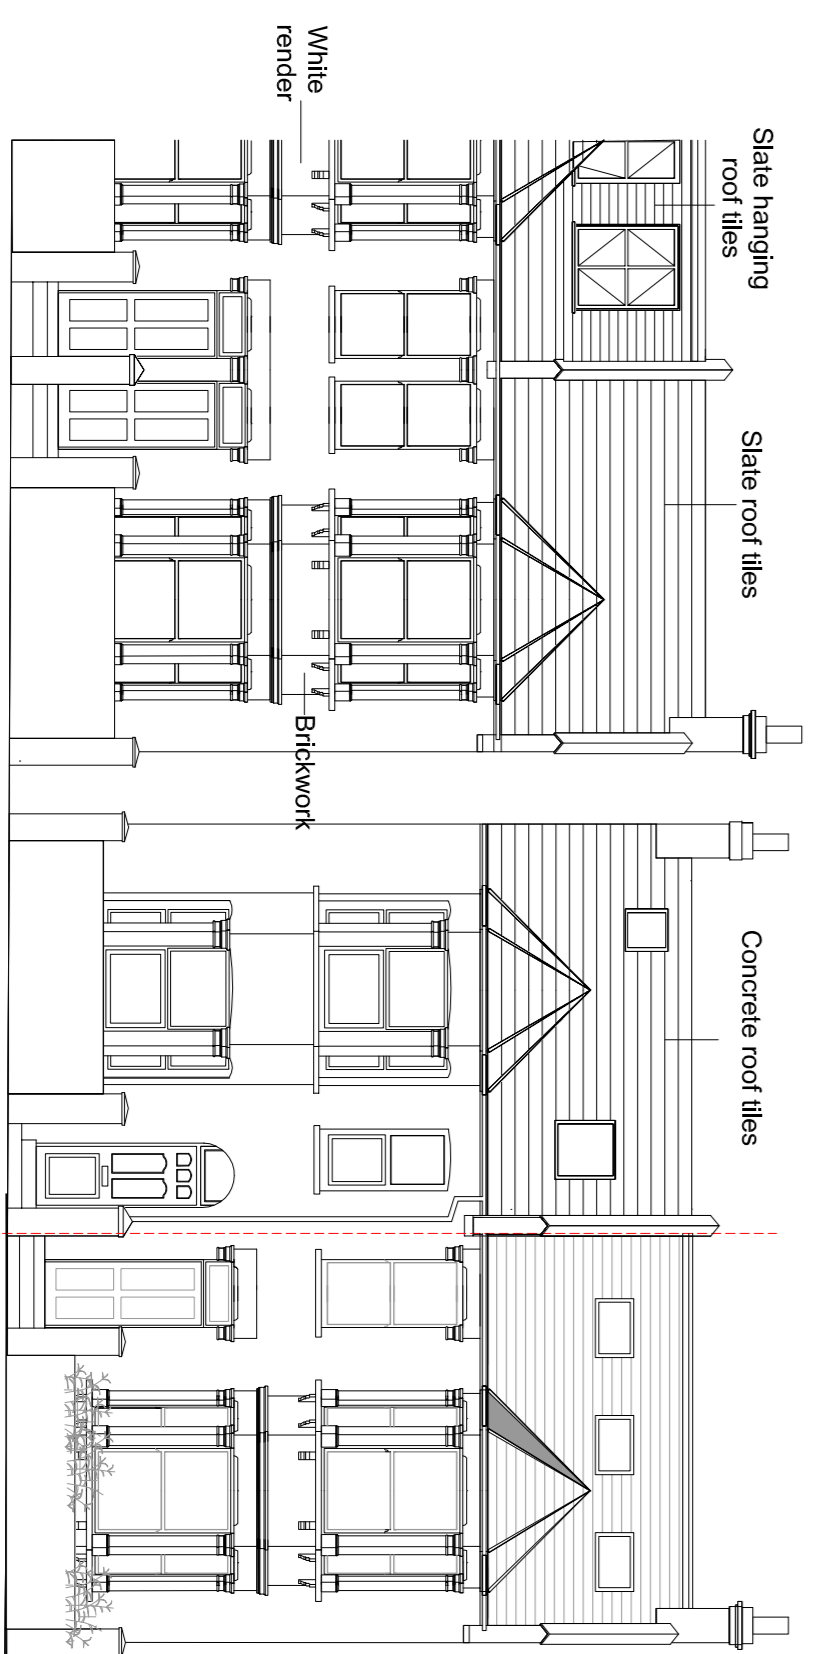 Slate hanging
roof tiles
Slate roof tiles
Concrete roof tiles
White
render
Brickwork